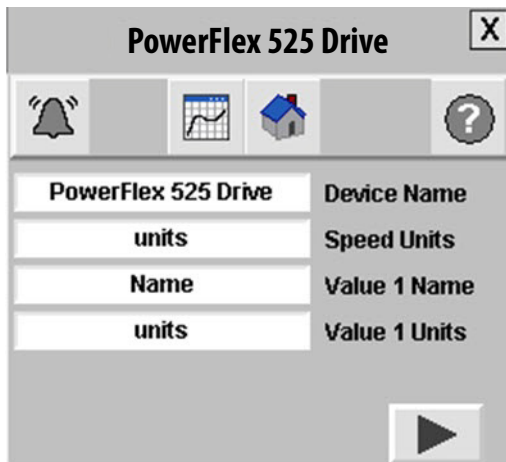 PowerFlex 525 Drive
X
?
PowerFlex 525 Drive Device Name
units Speed Units
Name Value 1 Name
units Value 1 Units